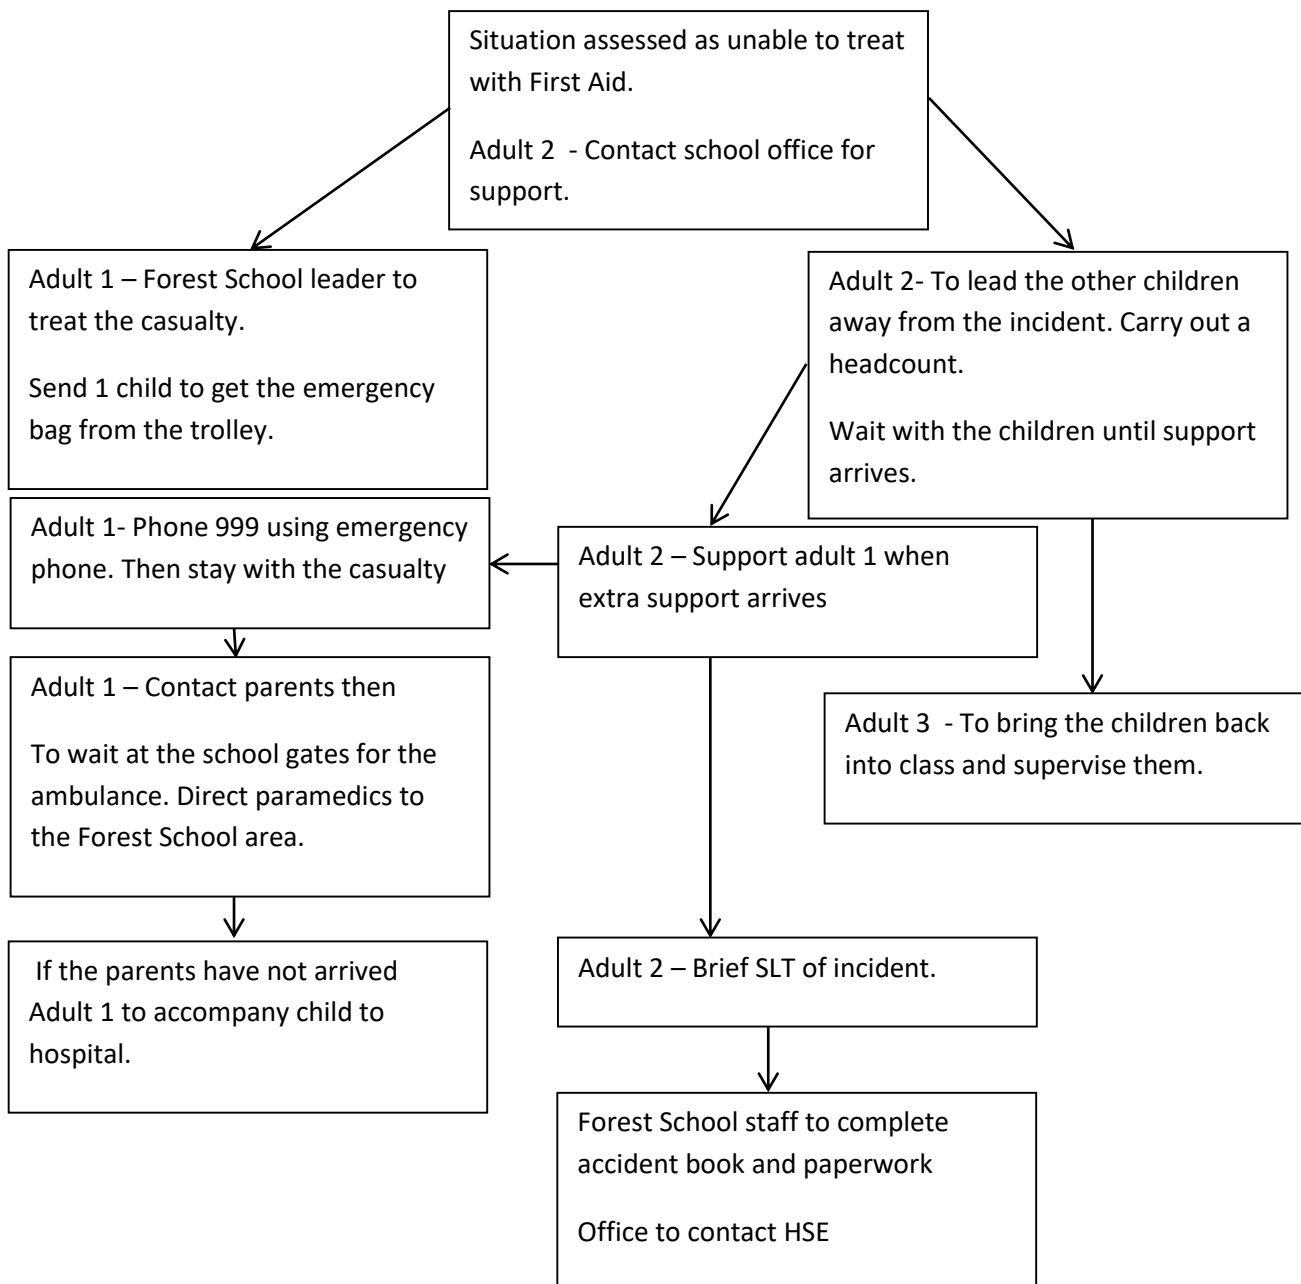 Situation assessed as unable to treat
with First Aid.
Adult 2  - Contact school office for
support.
Adult 1 – Forest School leader to
treat the casualty.
Send 1 child to get the emergency
bag from the trolley.
Adult 2- To lead the other children
away from the incident. Carry out a
headcount.
Wait with the children until support
arrives.
Adult 1- Phone 999 using emergency
phone. Then stay with the casualty
Adult 2 – Support adult 1 when
extra support arrives
Adult 1 – Contact parents then
To wait at the school gates for the
ambulance. Direct paramedics to
the Forest School area.
Adult 3  - To bring the children back
into class and supervise them.
If the parents have not arrived
Adult 1 to accompany child to
hospital.
Adult 2 – Brief SLT of incident.
Forest School staff to complete
accident book and paperwork
Office to contact HSE